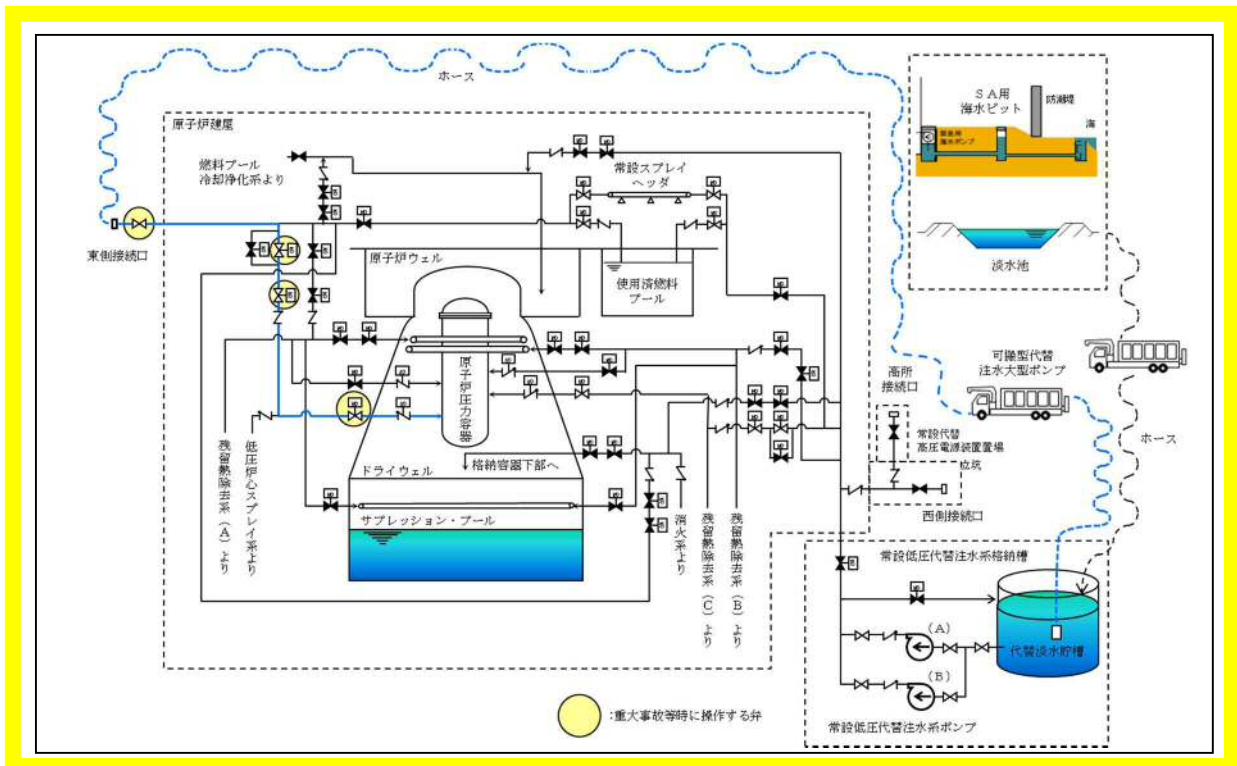 ホース
SA用
海水ピット
防潮堤
海
緊急用
海水ポンプ
原子炉建屋
燃料プール
冷却浄化系より
常設スプレイ
ヘッダ
淡水池
東側接続口
原子炉ウェル
使用済燃料
プール
可搬型代替
注水大型ポンプ
高所
接続口
原子炉圧力容器
常設代替
高圧電源装置置場
ホース
立坑
残留熱除去系(A)より
低圧炉心スプレイ系より
ドライウェル
格納容器下部へ
西側接続口
サプレッション・プール
消火系より
残留熱除去系(C)より
残留熱除去系(B)より
常設低圧代替注水系格納槽
(A)
代替淡水貯槽
(B)
:重大事故等時に操作する弁
常設低圧代替注水系ポンプ